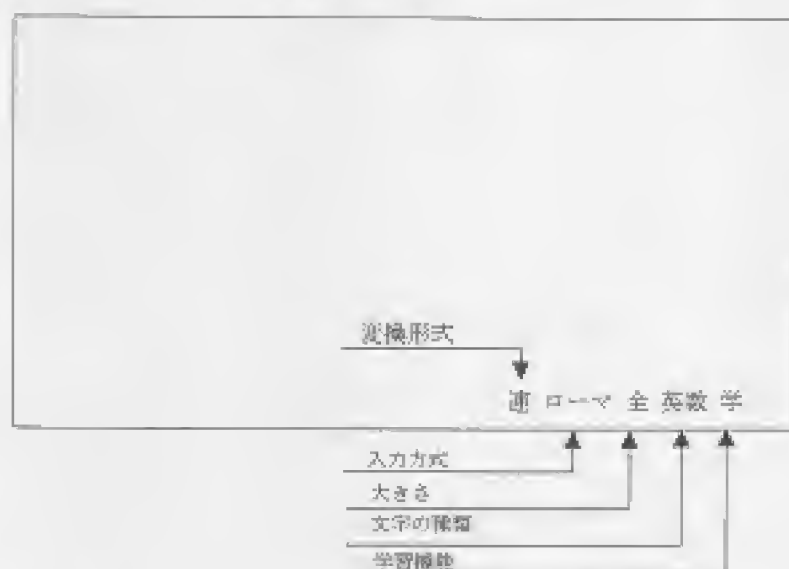 変換形式
連 ローマ 全 英数 学
入力方式
大きさ
文字の種類
学習機能